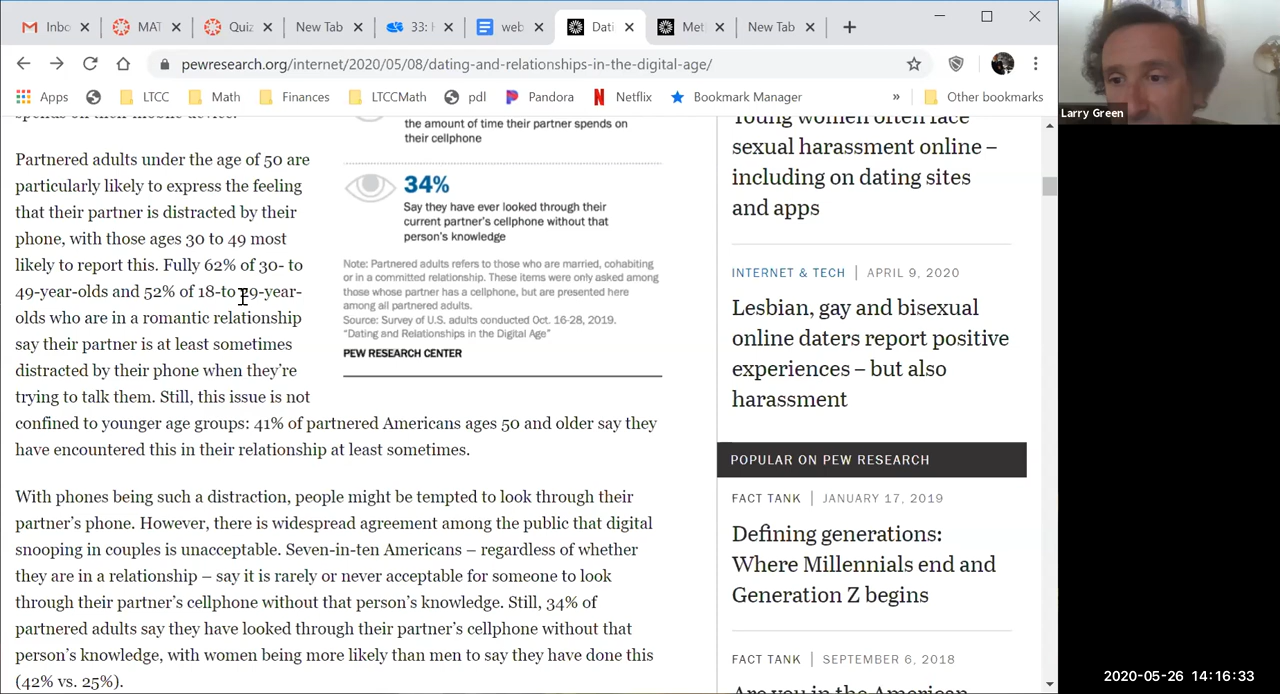 Inbo
MAT
Quiz
New Tab
33:
web
Dati
Met
New Tab
pewresearch.org/internet/2020/05/08/dating-and-relationships-in-the-digital-age/
Apps
LTCC
Math
Finances
LTCCMath
pdl
Pandora
Netflix
Bookmark Manager
»
Other bookmarks
Larry Green
spends on their mobile device.
Partnered adults under the age of 50 are
particularly likely to express the feeling
that their partner is distracted by their
phone, with those ages 30 to 49 most
likely to report this. Fully 62% of 30- to
49-year-olds and 52% of 18-to 29-year-
olds who are in a romantic relationship
say their partner is at least sometimes
distracted by their phone when they're
trying to talk them. Still, this issue is not
confined to younger age groups: 41% of partnered Americans ages 50 and older say they
have encountered this in their relationship at least sometimes.
With phones being such a distraction, people might be tempted to look through their
partner's phone. However, there is widespread agreement among the public that digital
snooping in couples is unacceptable. Seven-in-ten Americans – regardless of whether
they are in a relationship – say it is rarely or never acceptable for someone to look
through their partner's cellphone without that person's knowledge. Still, 34% of
partnered adults say they have looked through their partner's cellphone without that
person's knowledge, with women being more likely than men to say they have done this
(42% vs. 25%).
the amount of time their partner spends on
their cellphone
34%
Say they have ever looked through their
current partner's cellphone without that
person's knowledge
Note: Partnered adults refers to those who are married, cohabiting
or in a committed relationship. These items were only asked among
those whose partner has a cellphone, but are presented here
among all partnered adults.
Source: Survey of U.S. adults conducted Oct. 16-28, 2019.
"Dating and Relationships in the Digital Age"
PEW RESEARCH CENTER
Young women often face
sexual harassment online –
including on dating sites
and apps
INTERNET & TECH | APRIL 9, 2020
Lesbian, gay and bisexual
online daters report positive
experiences – but also
harassment
POPULAR ON PEW RESEARCH
FACT TANK | JANUARY 17, 2019
Defining generations:
Where Millennials end and
Generation Z begins
FACT TANK | SEPTEMBER 6, 2018
Are you in the American
2020-05-26 14:16:33